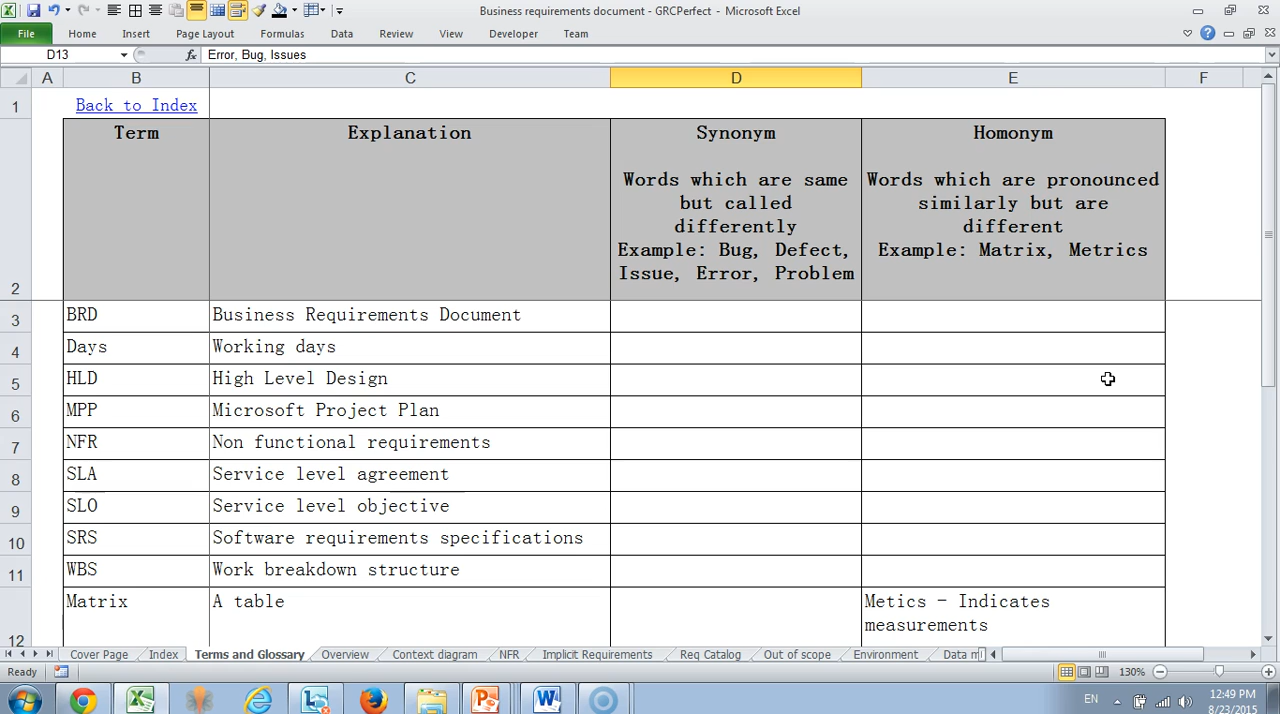 Business requirements document - GRCPerfect - Microsoft Excel
File Home Insert Page Layout Formulas Data Review View Developer Team
D13 fx Error, Bug, Issues
A B C D E F
1 Back to Index
Term Explanation Synonym Homonym
Words which are same Words which are pronounced
but called similarly but are
differently different
Example: Bug, Defect, Example: Matrix, Metrics
Issue, Error, Problem
2
3 BRD Business Requirements Document
4 Days Working days
5 HLD High Level Design
6 MPP Microsoft Project Plan
7 NFR Non functional requirements
8 SLA Service level agreement
9 SLO Service level objective
10 SRS Software requirements specifications
11 WBS Work breakdown structure
Matrix A table Metics - Indicates
measurements
12
Cover Page Index Terms and Glossary Overview Context diagram NFR Implicit Requirements Req Catalog Out of scope Environment Data m
Ready 130%
EN 12:49 PM
8/23/2015